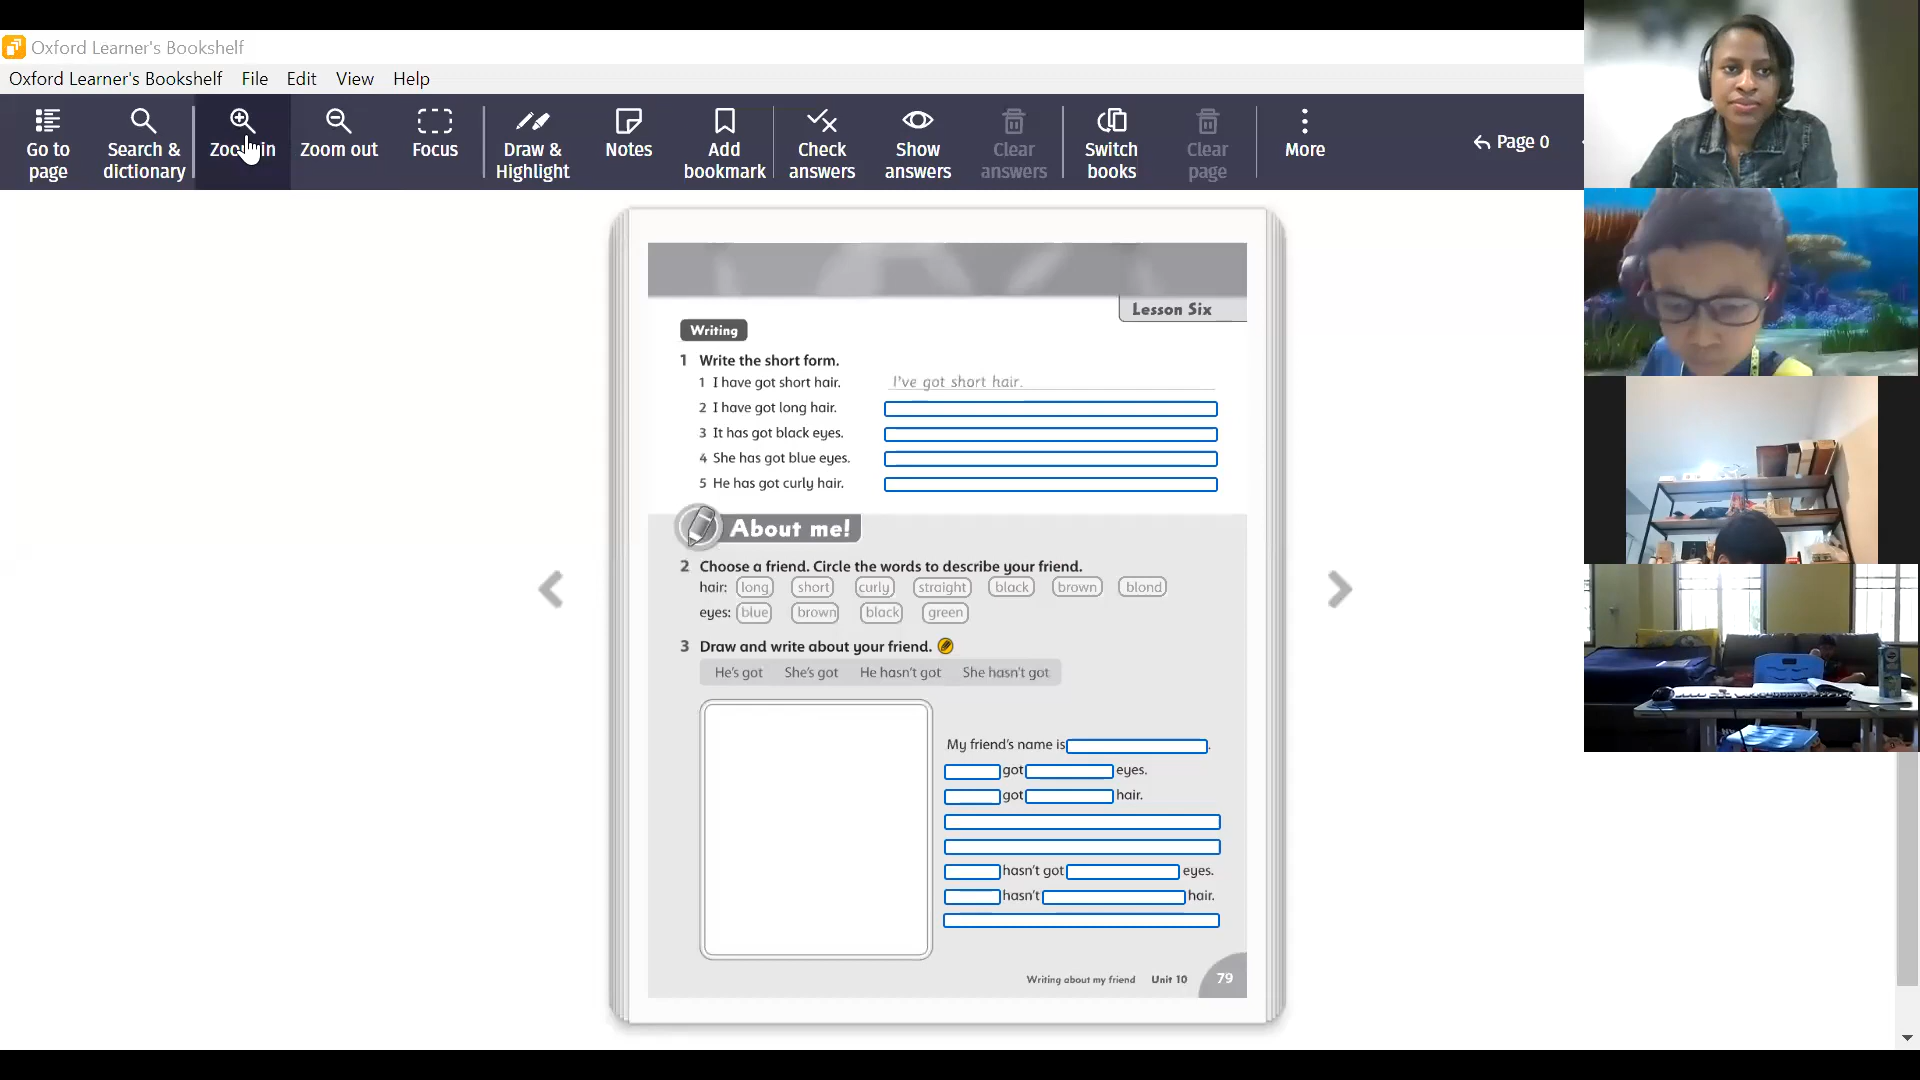 Oxford Learner's Bookshelf
Oxford Learner's Bookshelf File Edit View Help
Go to page
Search & dictionary
Zoom in
Zoom out
Focus
Draw & Highlight
Notes
Add bookmark
Check answers
Show answers
Clear answers
Switch books
Clear page
More
Page 0
Lesson Six
Writing
1 Write the short form.
1 I have got short hair. I've got short hair.
2 I have got long hair.
3 It has got black eyes.
4 She has got blue eyes.
5 He has got curly hair.
About me!
2 Choose a friend. Circle the words to describe your friend.
hair: long short curly straight black brown blond
eyes: blue brown black green
3 Draw and write about your friend.
He's got She's got He hasn't got She hasn't got
My friend's name is .
got eyes.
got hair.
hasn't got eyes.
hasn't hair.
Writing about my friend Unit 10 79